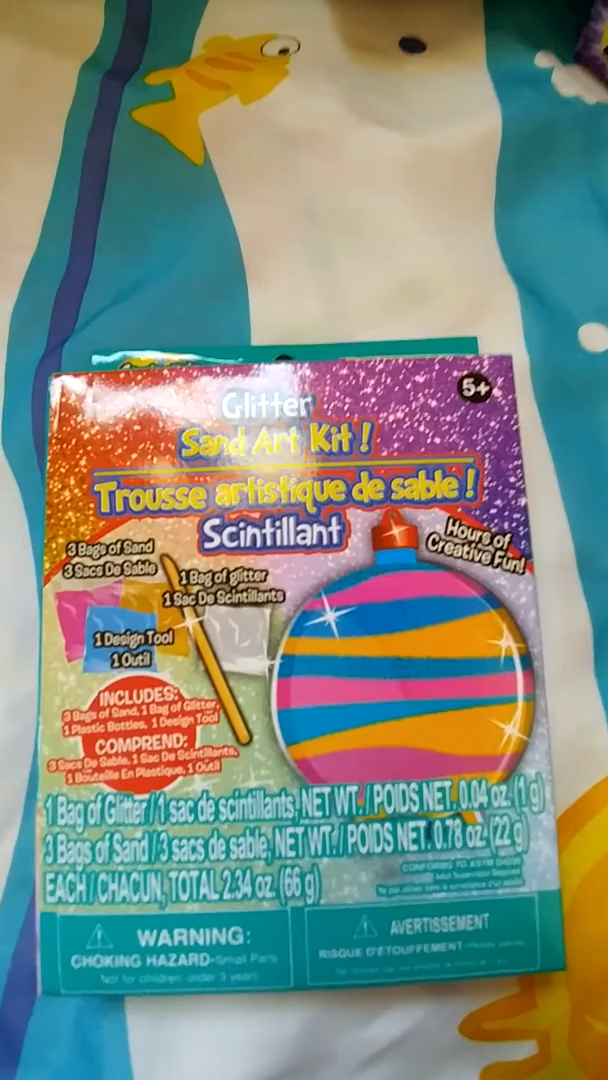 5+
Glitter
Sand Art Kit!
Trousse artistique de sable!
Scintillant
Hours of
Creative Fun!
3 Bags of Sand
3 Sacs De Sable
1 Bag of glitter
1 Sac De Scintillants
1 Design Tool
1 Outil
INCLUDES:
3 Bags of Sand, 1 Bag of Glitter,
1 Plastic Bottles, 1 Design Tool
COMPREND:
3 Sacs De Sable, 1 Sac De Scintillants,
1 Bouteille En Plastique, 1 Outil
1 Bag of Glitter / 1 sac de scintillants, NET WT. / POIDS NET. 0.04 oz. (1 g)
3 Bags of Sand / 3 sacs de sable, NET WT. / POIDS NET. 0.78 oz. (22 g)
EACH / CHACUN, TOTAL 2.34 oz. (66 g)
CONFORMS TO ASTM
Adult Supervision Required
WARNING:
CHOKING HAZARD-Small Parts
Not for children under 3 years
AVERTISSEMENT
RISQUE D'ÉTOUFFEMENT